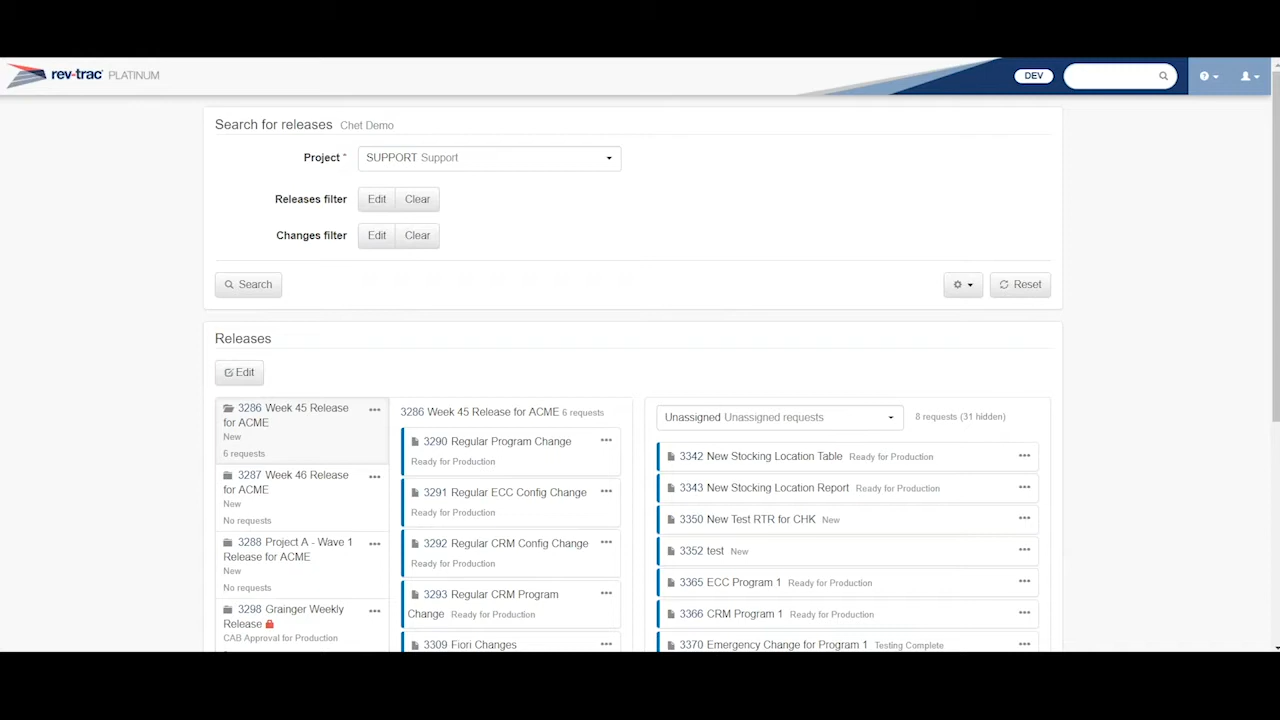 rev-trac PLATINUM
DEV
Search for releases Chet Demo
Project *
SUPPORT Support
Releases filter
Edit Clear
Changes filter
Edit Clear
Search
Reset
Releases
Edit
3286 Week 45 Release
for ACME
New
6 requests
3287 Week 46 Release
for ACME
New
No requests
3288 Project A - Wave 1
Release for ACME
New
No requests
3298 Grainger Weekly
Release
CAB Approval for Production
3286 Week 45 Release for ACME 6 requests
3290 Regular Program Change
Ready for Production
3291 Regular ECC Config Change
Ready for Production
3292 Regular CRM Config Change
Ready for Production
3293 Regular CRM Program
Change Ready for Production
3309 Fiori Changes
Unassigned Unassigned requests
8 requests (31 hidden)
3342 New Stocking Location Table Ready for Production
3343 New Stocking Location Report Ready for Production
3350 New Test RTR for CHK New
3352 test New
3365 ECC Program 1 Ready for Production
3366 CRM Program 1 Ready for Production
3370 Emergency Change for Program 1 Testing Complete